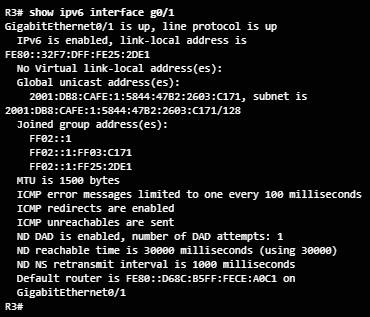 R3# show ipv6 interface g0/1
GigabitEthernet0/1 is up, line protocol is up
IPv6 is enabled, link-local address is
FE80::32F7:DFF:FE25:2DE1
No Virtual link-local address(es):
Global unicast address(es):
2001:DB8:CAFE:1:5844:47B2:2603:C171, subnet is
2001:DB8:CAFE:1:5844:47B2:2603:C171/128
Joined group address(es):
FF02::1
FF02::1:FF03:C171
FF02::1:FF25:2DE1
MTU is 1500 bytes
ICMP error messages limited to one every 100 milliseconds
ICMP redirects are enabled
ICMP unreachables are sent
ND DAD is enabled, number of DAD attempts: 1
ND reachable time is 30000 milliseconds (using 30000)
ND NS retransmit interval is 1000 milliseconds
Default router is FE80::D68C:B5FF:FECE:A0C1 on
GigabitEthernet0/1
R3#